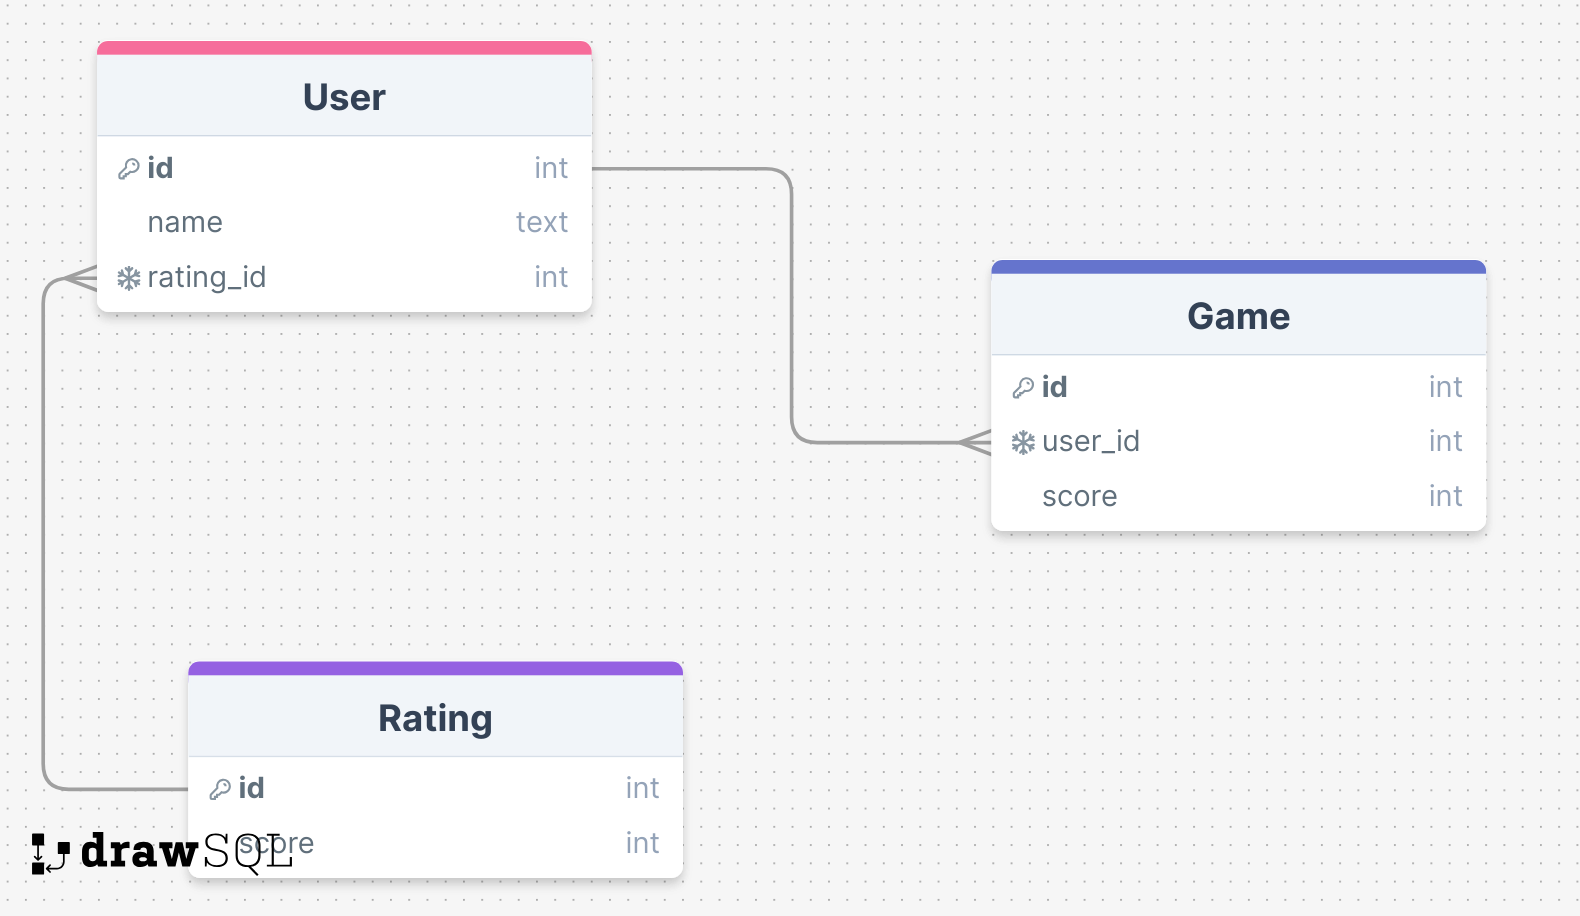 User
id int
name text
rating_id int
Game
id int
user_id int
score int
Rating
id int
score int
drawSQL